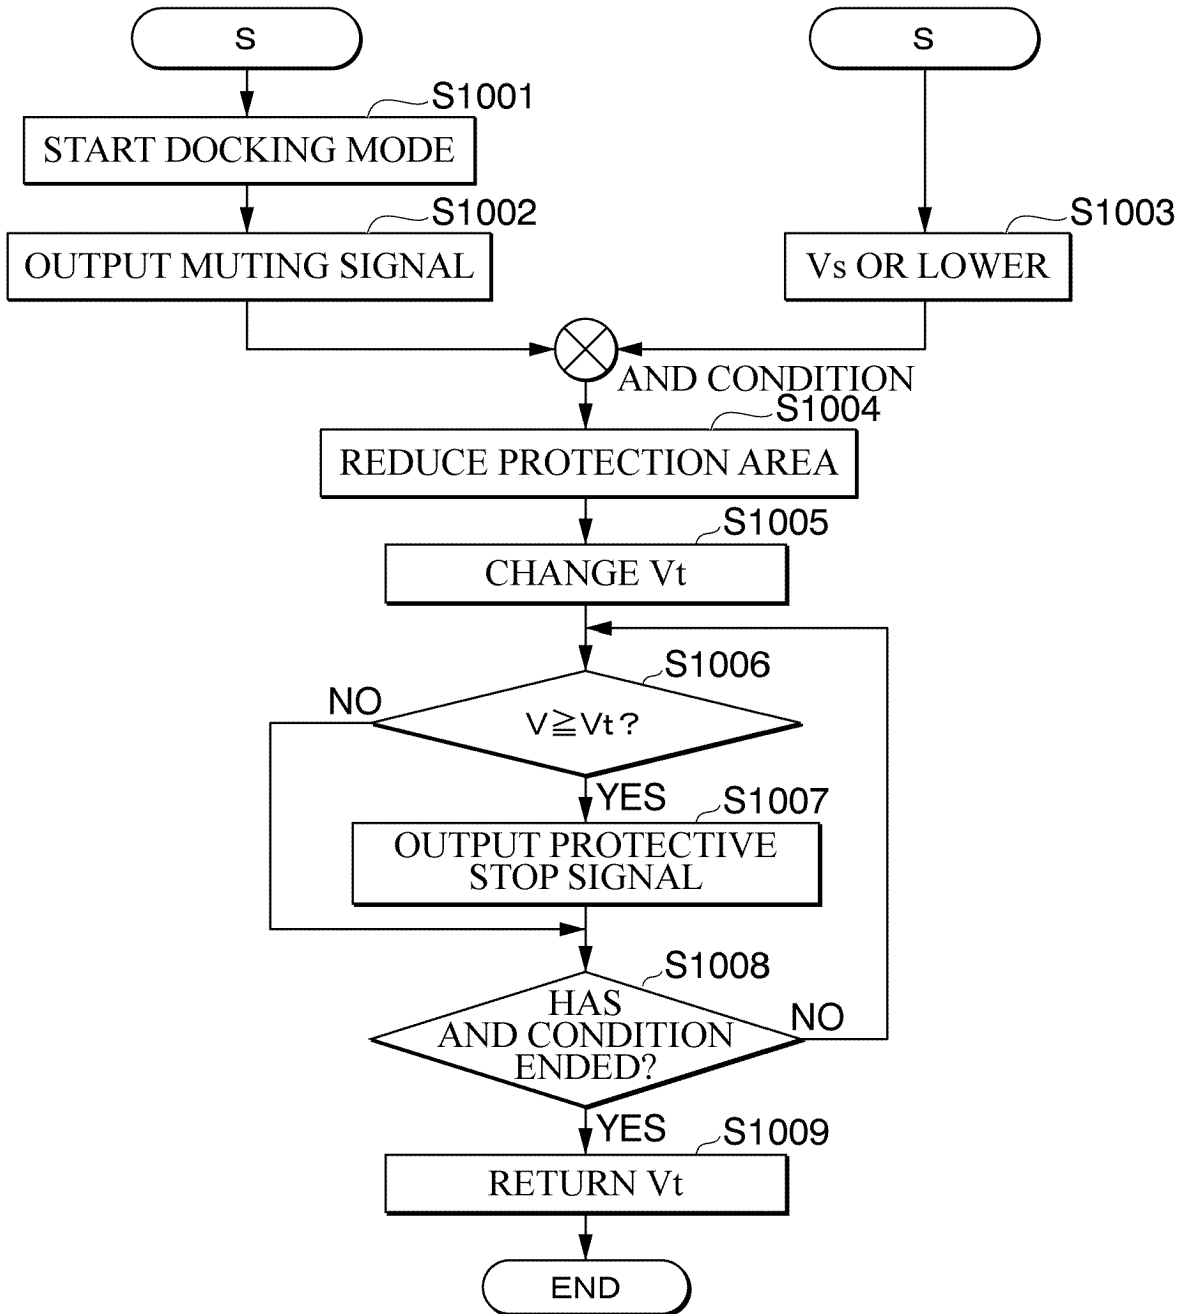 S
S
S1001
START DOCKING MODE
S1002
OUTPUT MUTING SIGNAL
S1003
Vs OR LOWER
AND CONDITION
S1004
REDUCE PROTECTION AREA
S1005
CHANGE Vt
S1006
NO
V≧Vt?
YES
S1007
OUTPUT PROTECTIVE
STOP SIGNAL
S1008
HAS
AND CONDITION
ENDED?
NO
YES
S1009
RETURN Vt
END